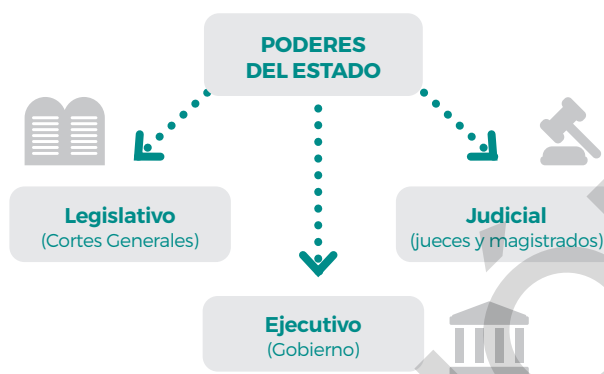 PODERES
DEL ESTADO
Legislativo
(Cortes Generales)
Judicial
(jueces y magistrados)
Ejecutivo
(Gobierno)